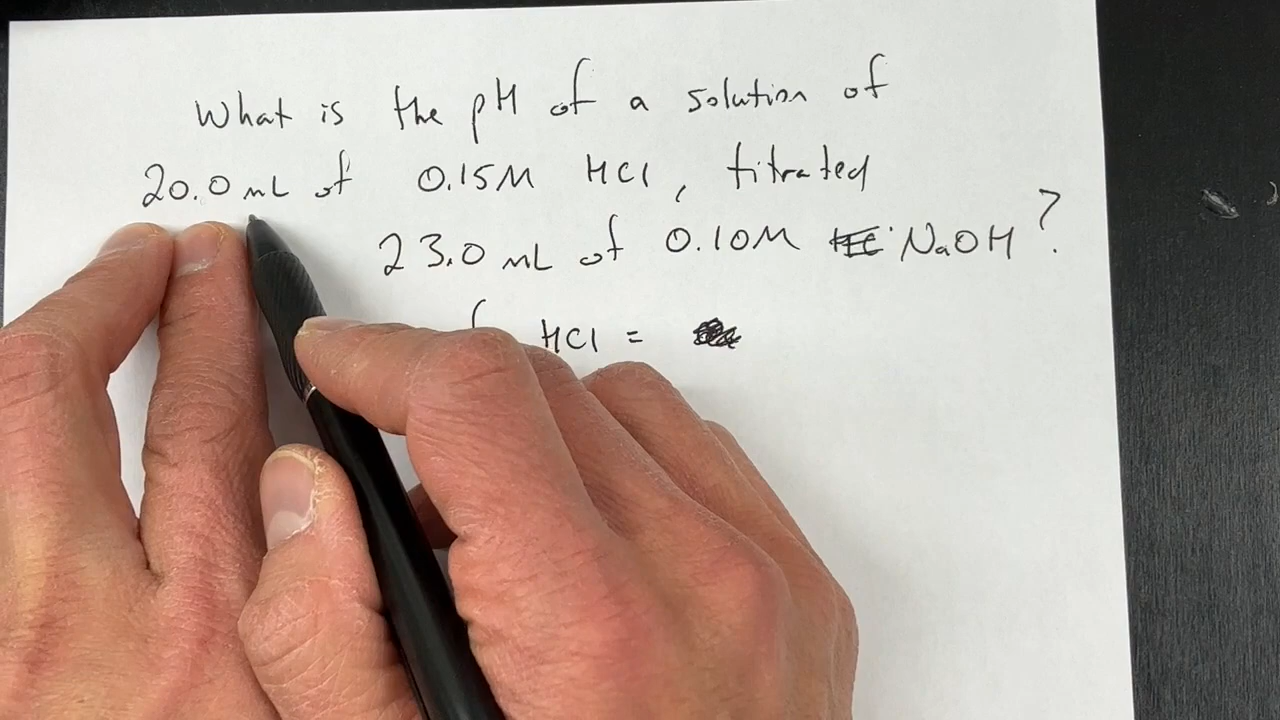 What is the pH of a solution of
20.0 mL of 0.15M HCl, titrated
23.0 mL of 0.10M NaOH?
HCl =